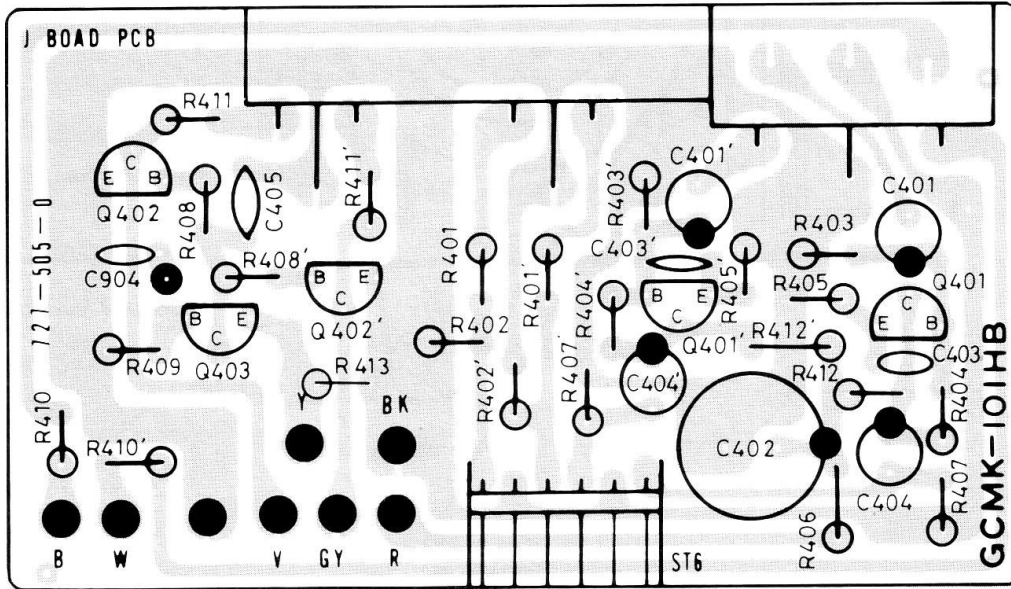 J BOAD PCB
R411
E C B
Q402
R408
C405
R411'
C904
R408'
B C E
Q402'
B C E
Q403
R409
R413
R410
R410'
Y
BK
B
W
V
GY
R
727-505-0
R401
R401'
R402
R402'
R404'
R407'
R403'
C401'
C403'
R405'
B C E
Q401'
C404'
C402
R403
C401
R405
Q401
E C B
R412'
C403
R412
R404
C404
R407
R406
ST6
GCMK-101HB